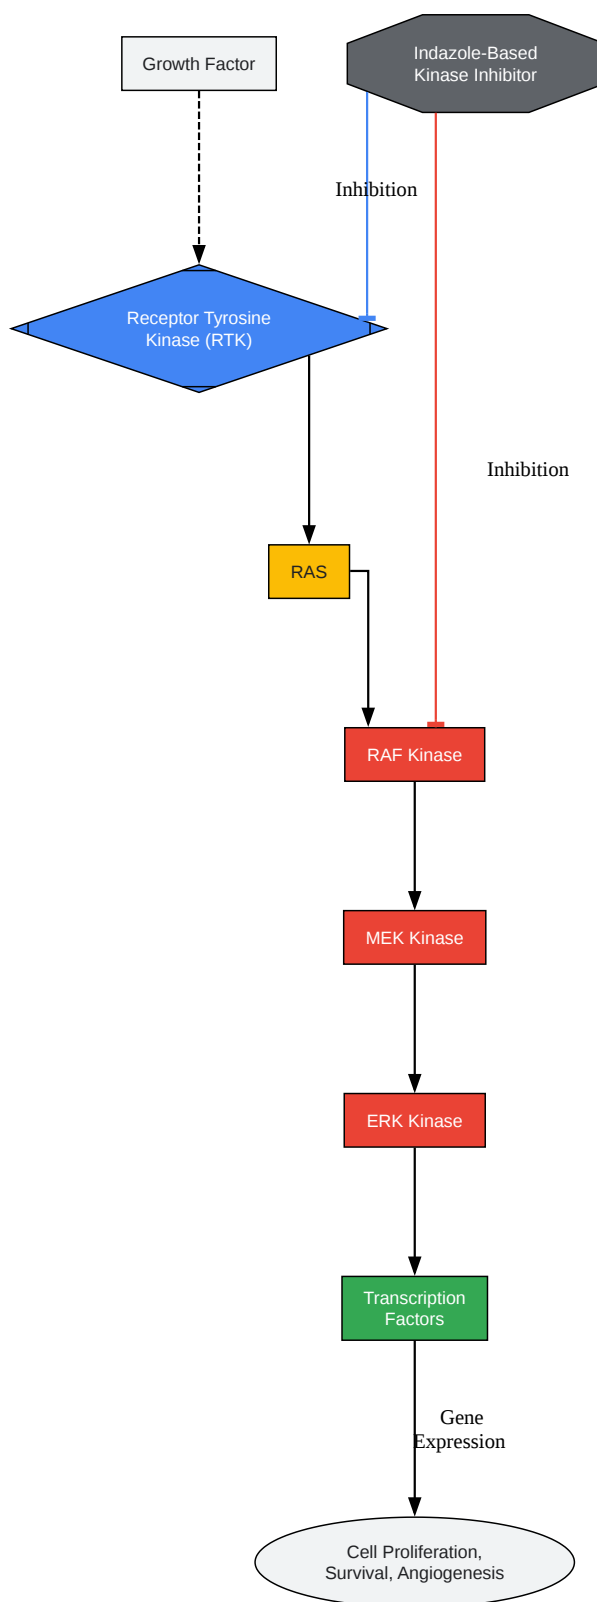 Growth Factor
Indazole-Based
Kinase Inhibitor
Inhibition
Receptor Tyrosine
Kinase (RTK)
Inhibition
RAS
RAF Kinase
MEK Kinase
ERK Kinase
Transcription
Factors
Gene
Expression
Cell Proliferation,
Survival, Angiogenesis